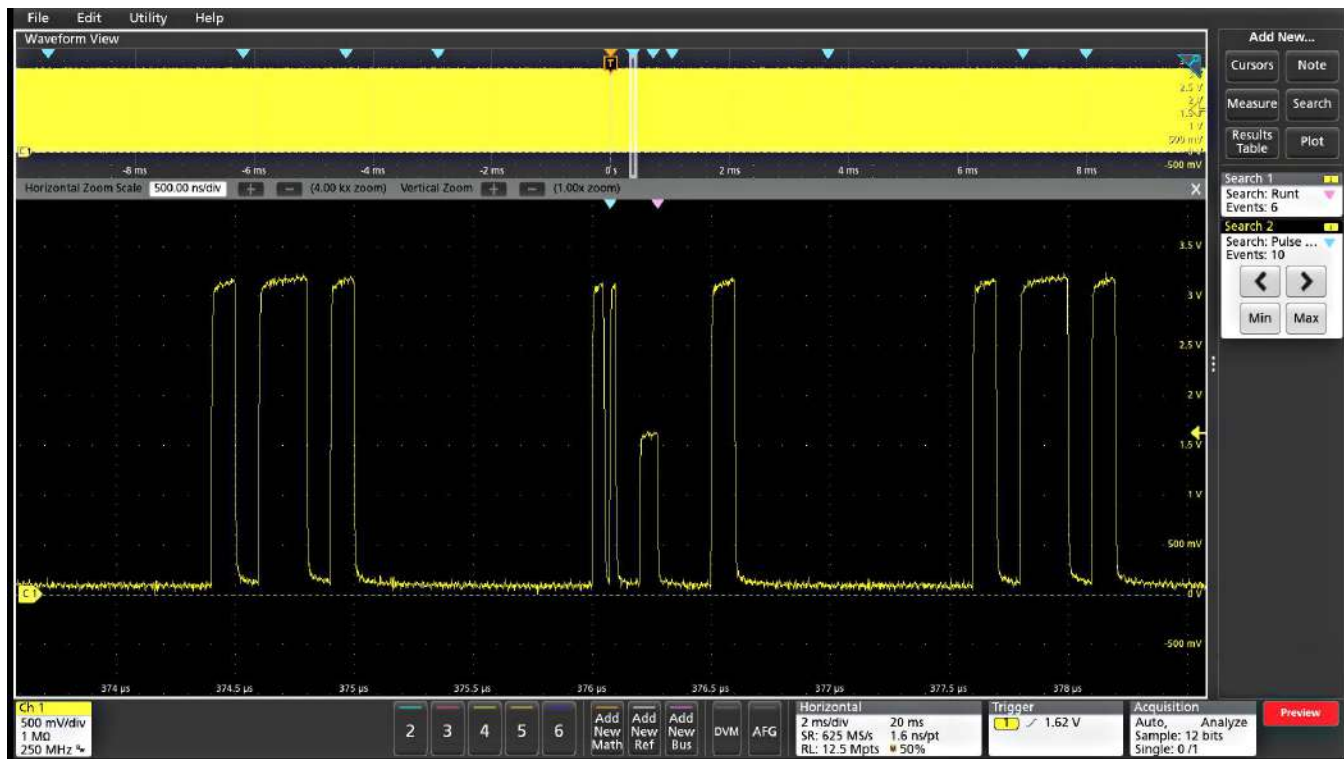 File Edit Utility Help
Waveform View
Add New...
Cursors Note
Measure Search
Results Table Plot
T
2.5 V
1 V
500 mV
-500 mV
C1
-8 ms -6 ms -4 ms -2 ms 0 s 2 ms 4 ms 6 ms 8 ms
Horizontal Zoom Scale 500.00 ns/div + - (4.00 kx zoom) Vertical Zoom + - (1.00x zoom) X
Search 1
Search: Runt
Events: 6
Search 2
Search: Pulse ...
Events: 10
< >
Min Max
3.5 V
3 V
2.5 V
2 V
1.5 V
1 V
500 mV
0 V
-500 mV
C 1
374 µs 374.5 µs 375 µs 375.5 µs 376 µs 376.5 µs 377 µs 377.5 µs 378 µs
Ch 1
500 mV/div
1 MΩ
250 MHz
2 3 4 5 6
Add New Math
Add New Ref
Add New Bus
DVM AFG
Horizontal
2 ms/div 20 ms
SR: 625 MS/s 1.6 ns/pt
RL: 12.5 Mpts 50%
Trigger
1 1.62 V
Acquisition
Auto, Analyze
Sample: 12 bits
Single: 0 /1
Preview